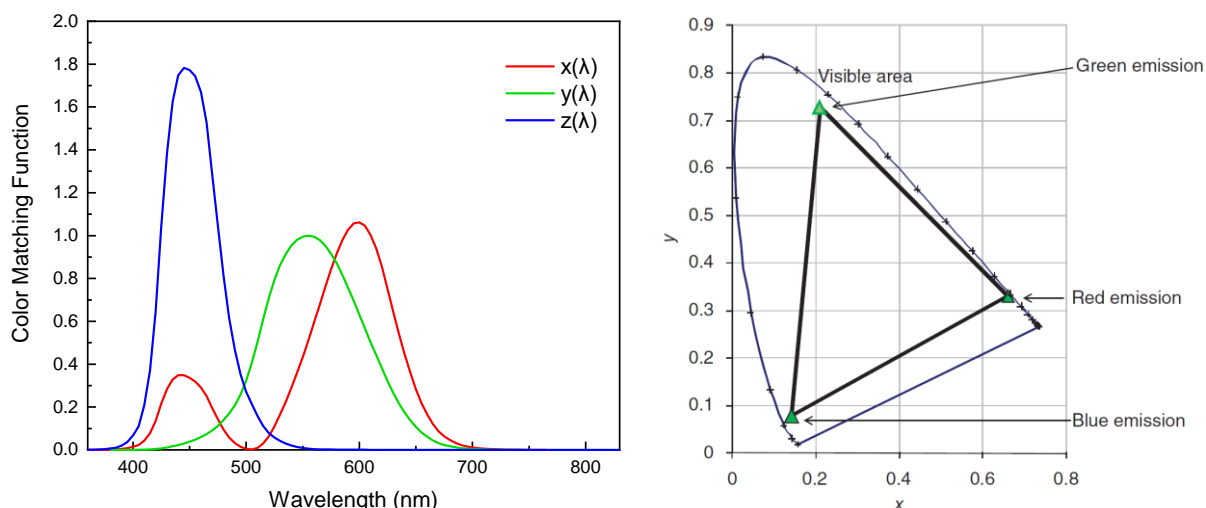 2.0
1.8
1.6
1.4
1.2
1.0
0.8
0.6
0.4
0.2
0.0
Color Matching Function
x(λ)
y(λ)
z(λ)
400 500 600 700 800
Wavelength (nm)
0.9
0.8
0.7
0.6
0.5
0.4
0.3
0.2
0.1
0
y
Visible area
Green emission
Red emission
Blue emission
0 0.2 0.4 0.6 0.8
x